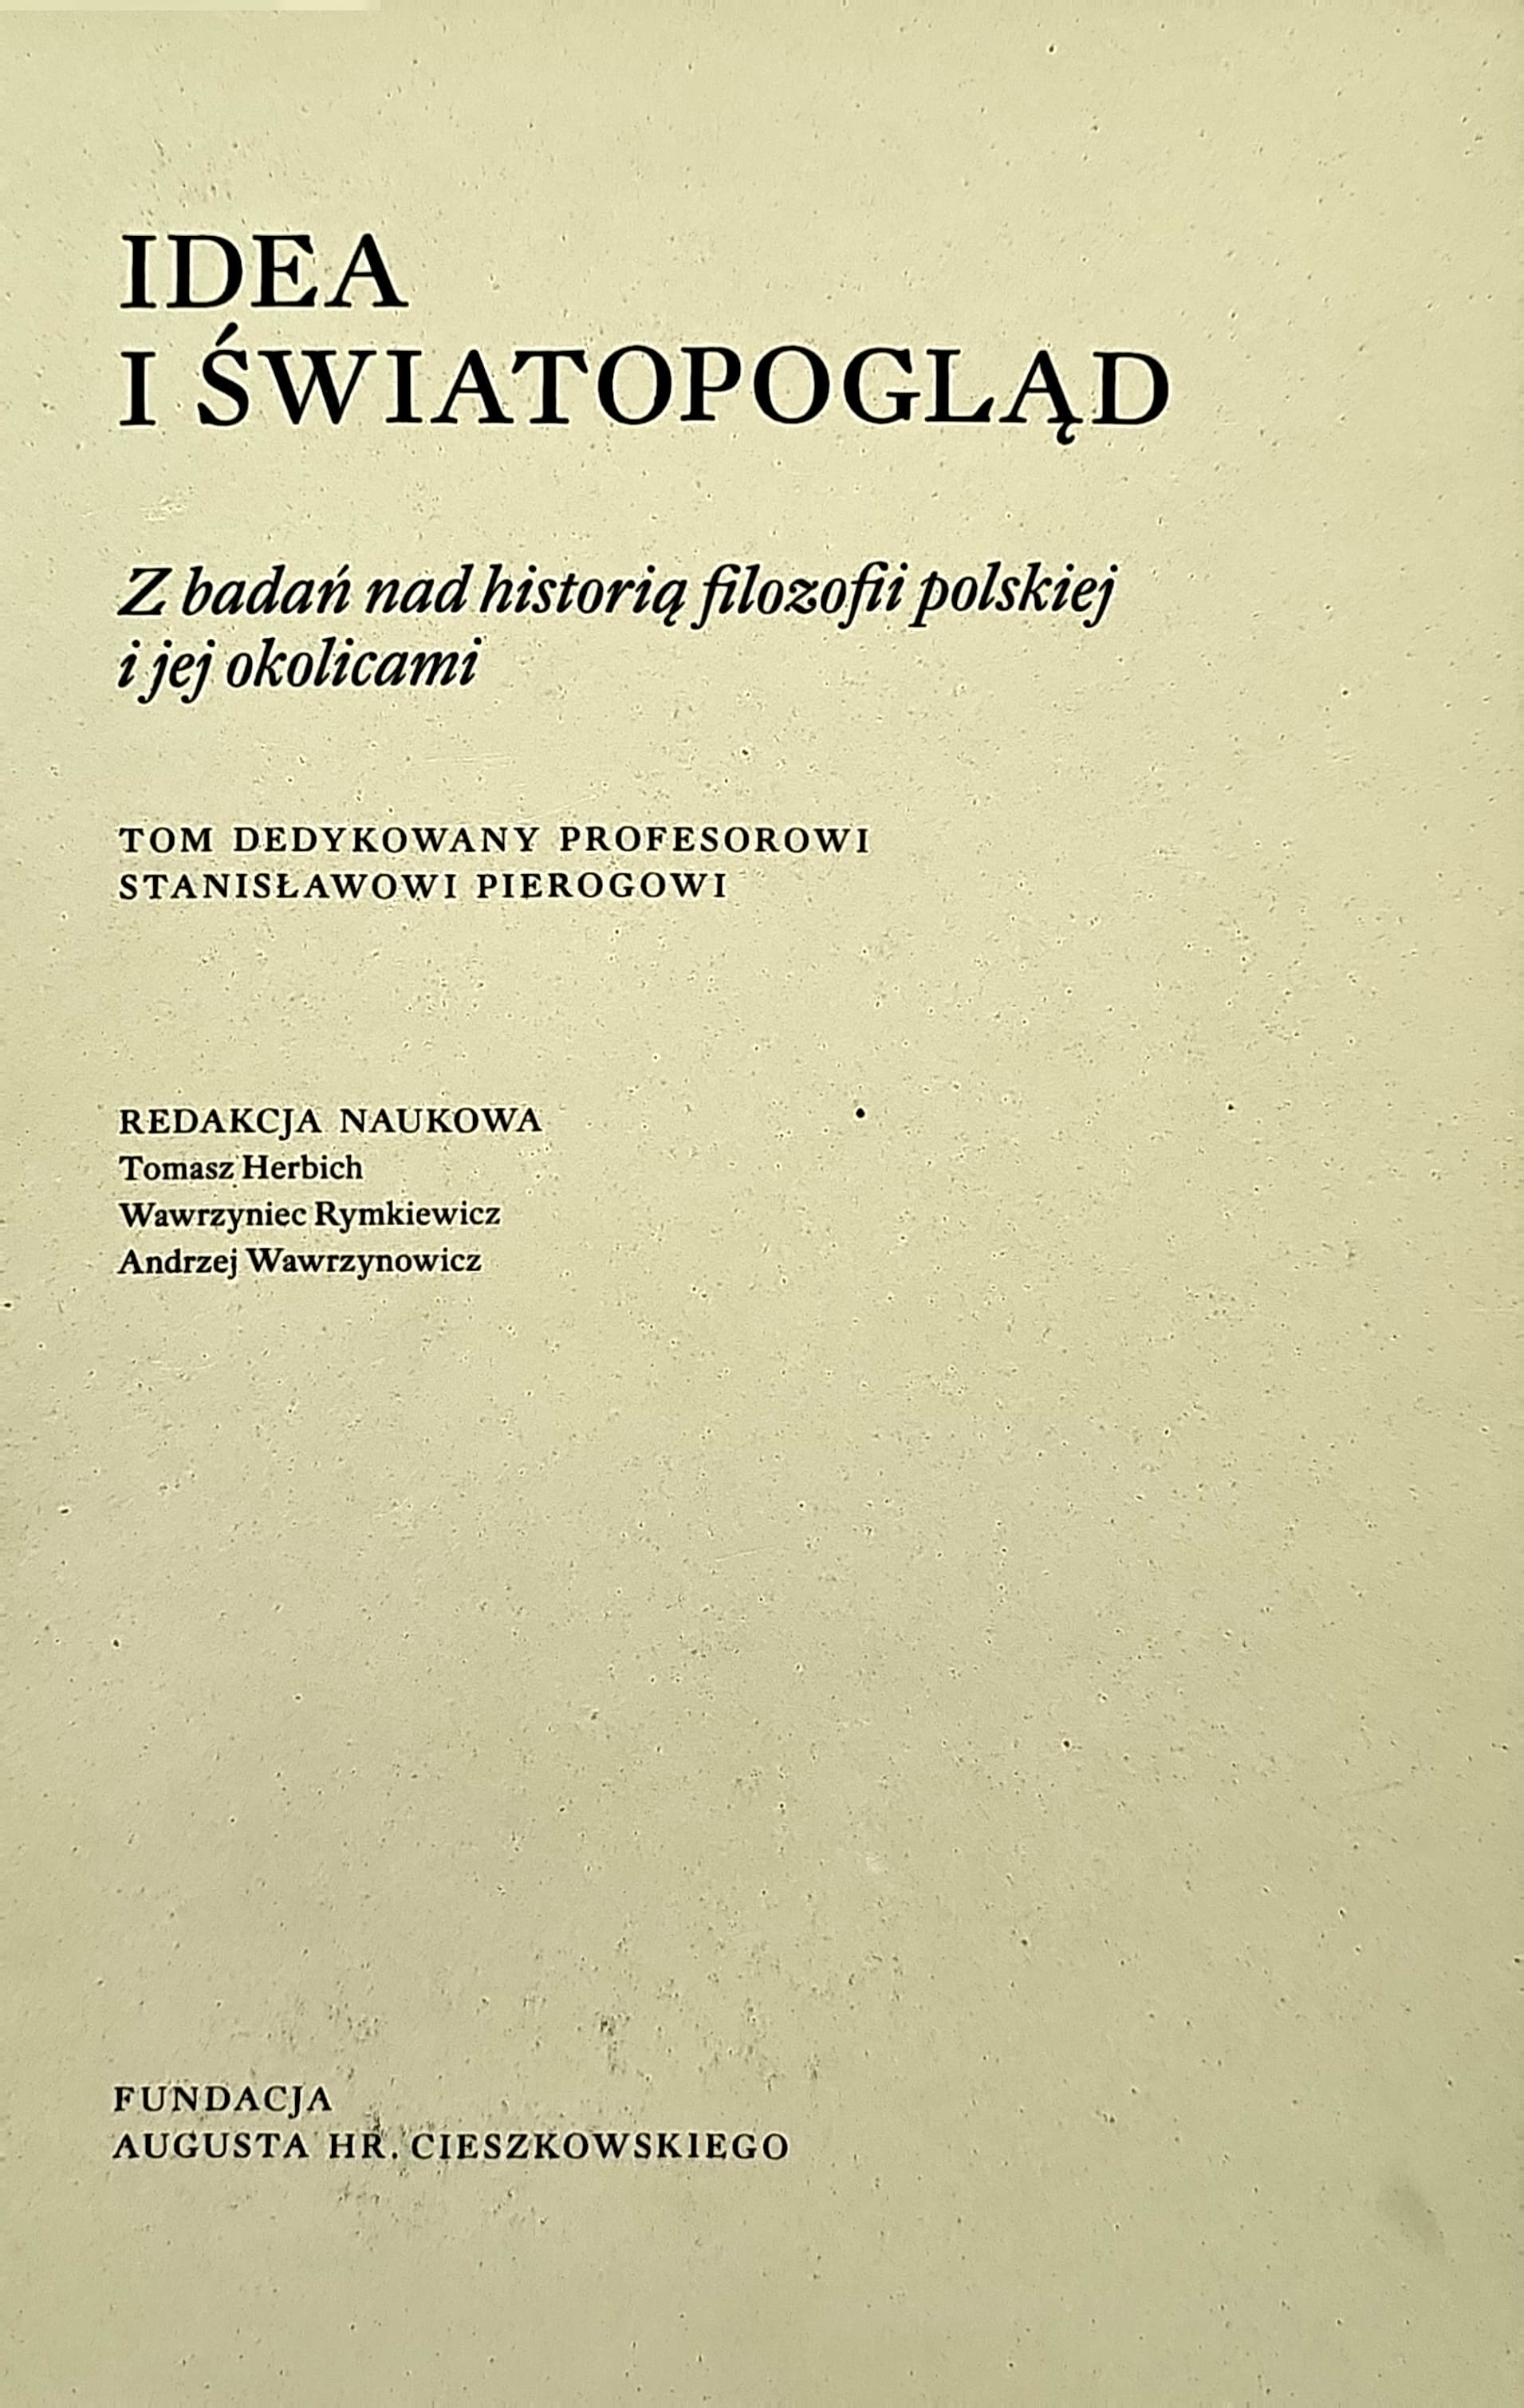 IDEA
I ŚWIATOPOGLĄD
Z badań nad historią filozofii polskiej
i jej okolicami
TOM DEDYKOWANY PROFESOROWI
STANISŁAWOWI PIEROGOWI
REDAKCJA NAUKOWA
Tomasz Herbich
Wawrzyniec Rymkiewicz
Andrzej Wawrzynowicz
FUNDACJA
AUGUSTA HR. CIESZKOWSKIEGO